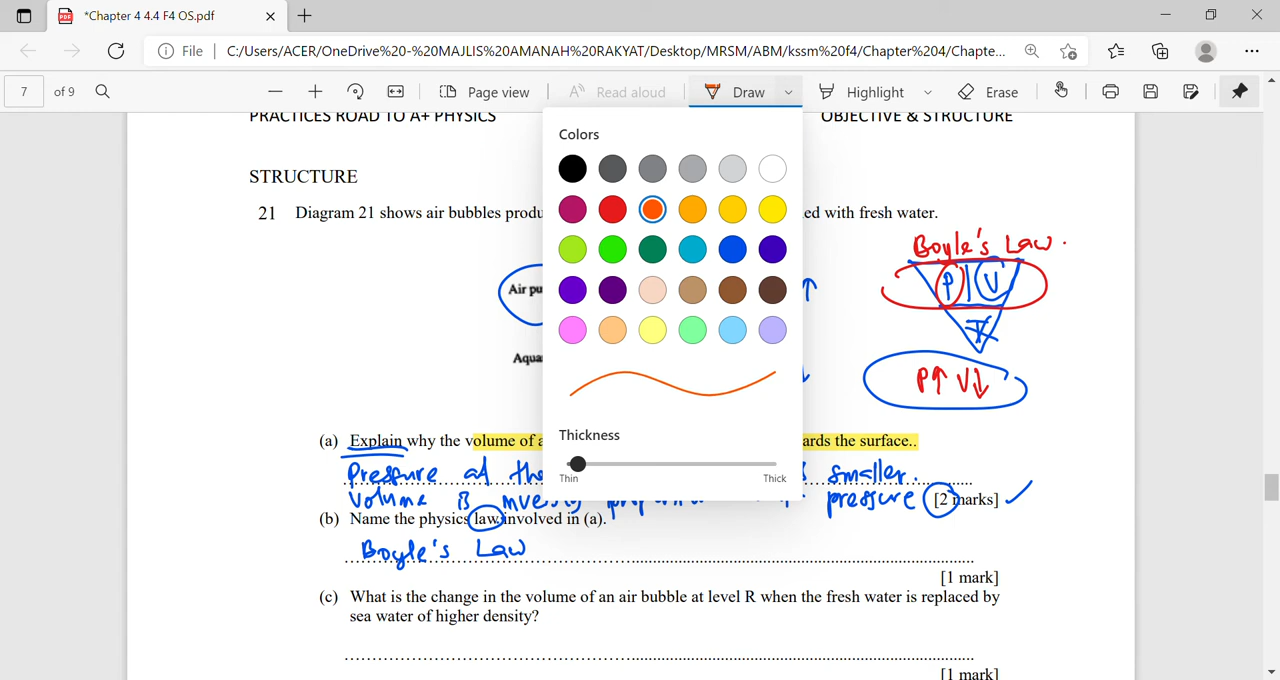 *Chapter 4 4.4 F4 OS.pdf
File C:/Users/ACER/OneDrive%20-%20MAJLIS%20AMANAH%20RAKYAT/Desktop/MRSM/ABM/kssm%20f4/Chapter%204/Chapte...
7 of 9 Page view Read aloud Draw Highlight Erase
PRACTICES ROAD TO A+ PHYSICS OBJECTIVE & STRUCTURE
Colors
STRUCTURE
21 Diagram 21 shows air bubbles produ ed with fresh water.
Boyle's Law.
P V
Air pu
Aqua
P↑ V↓
Thickness
Thin Thick
(a) Explain why the volume of a ards the surface..
Pressure at the smaller.
Volume is pressure [2 marks]
(b) Name the physics law involved in (a).
Boyle's Law
[1 mark]
(c) What is the change in the volume of an air bubble at level R when the fresh water is replaced by
sea water of higher density?
[1 mark]